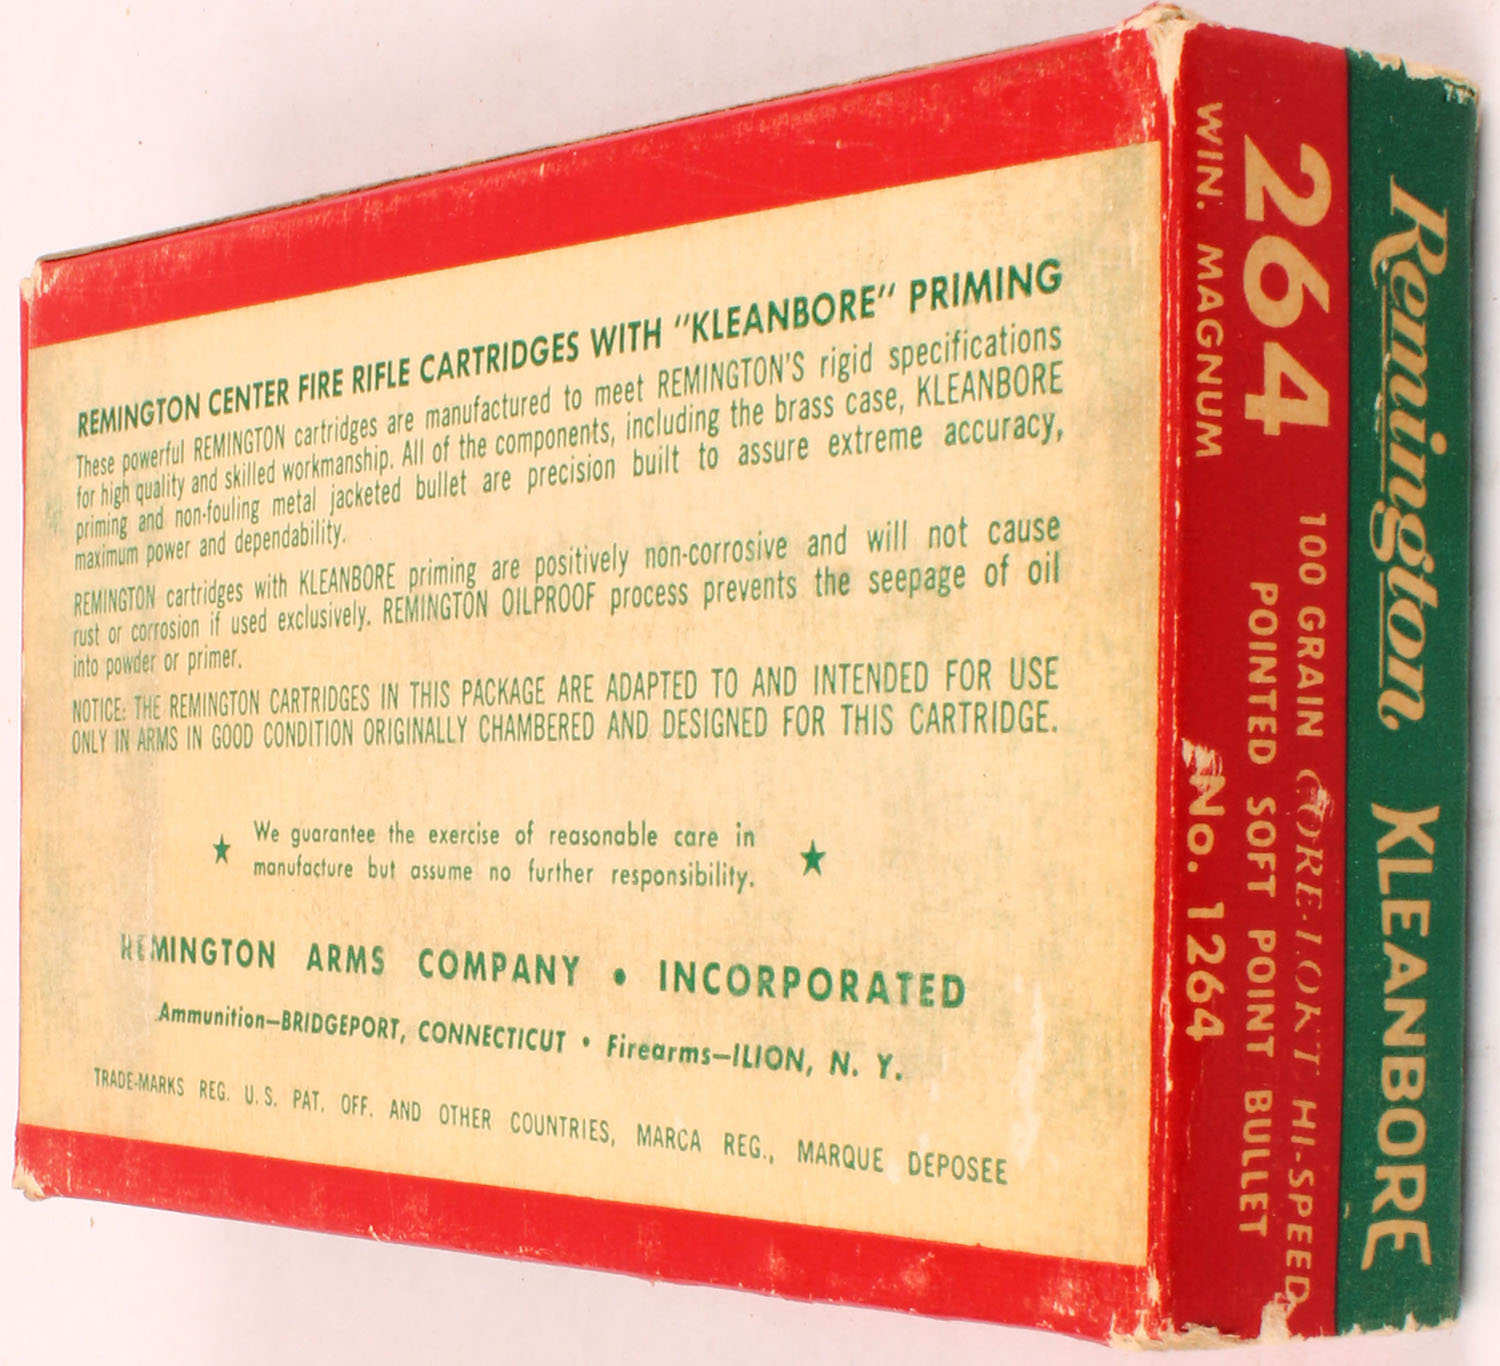 REMINGTON CENTER FIRE RIFLE CARTRIDGES WITH "KLEANBORE" PRIMING
These powerful REMINGTON cartridges are manufactured to meet REMINGTON'S rigid specifications
for high quality and skilled workmanship. All of the components, including the brass case, KLEANBORE
priming and non-fouling metal jacketed bullet are precision built to assure extreme accuracy,
maximum power and dependability.
REMINGTON cartridges with KLEANBORE priming are positively non-corrosive and will not cause
rust or corrosion if used exclusively. REMINGTON OILPROOF process prevents the seepage of oil
into powder or primer.
NOTICE: THE REMINGTON CARTRIDGES IN THIS PACKAGE ARE ADAPTED TO AND INTENDED FOR USE
ONLY IN ARMS IN GOOD CONDITION ORIGINALLY CHAMBERED AND DESIGNED FOR THIS CARTRIDGE.
★ We guarantee the exercise of reasonable care in ★
manufacture but assume no further responsibility.
REMINGTON ARMS COMPANY • INCORPORATED
Ammunition—BRIDGEPORT, CONNECTICUT • Firearms—ILION, N. Y.
TRADE-MARKS REG. U.S. PAT. OFF. AND OTHER COUNTRIES, MARCA REG., MARQUE DEPOSEE
Remington. KLEANBORE
264
WIN. MAGNUM
100 GRAIN CORE-LOKT HI-SPEED
POINTED SOFT POINT BULLET
No. 1264